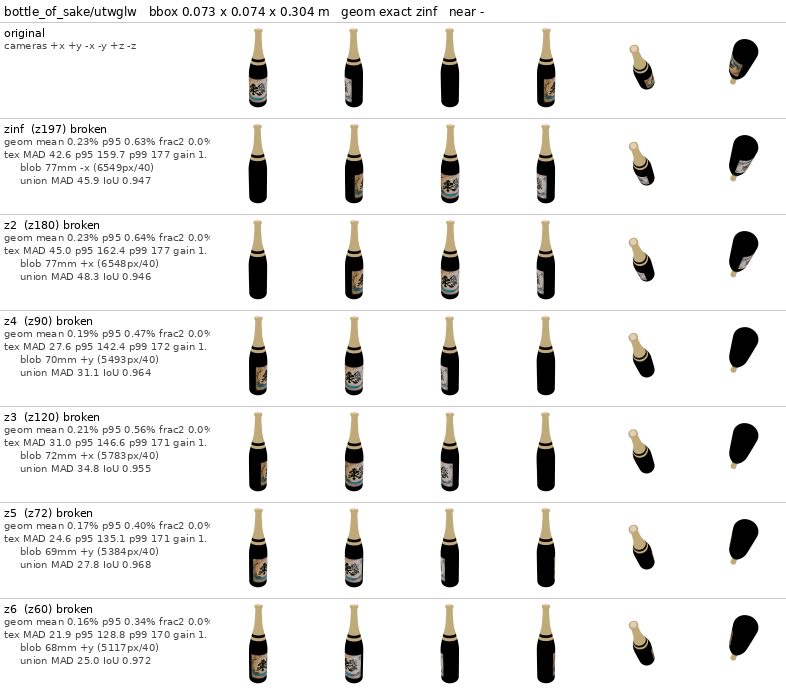 bottle_of_sake/utwglw bbox 0.073 x 0.074 x 0.304 m geom exact zinf near -
original
cameras +x +y -x -y +z -z
zinf (z197) broken
geom mean 0.23% p95 0.63% frac2 0.0%
tex MAD 42.6 p95 159.7 p99 177 gain 1.
blob 77mm -x (6549px/40)
union MAD 45.9 IoU 0.947
z2 (z180) broken
geom mean 0.23% p95 0.64% frac2 0.0%
tex MAD 45.0 p95 162.4 p99 177 gain 1.
blob 77mm +x (6548px/40)
union MAD 48.3 IoU 0.946
z4 (z90) broken
geom mean 0.19% p95 0.47% frac2 0.0%
tex MAD 27.6 p95 142.4 p99 172 gain 1.
blob 70mm +y (5493px/40)
union MAD 31.1 IoU 0.964
z3 (z120) broken
geom mean 0.21% p95 0.56% frac2 0.0%
tex MAD 31.0 p95 146.6 p99 171 gain 1.
blob 72mm +x (5783px/40)
union MAD 34.8 IoU 0.955
z5 (z72) broken
geom mean 0.17% p95 0.40% frac2 0.0%
tex MAD 24.6 p95 135.1 p99 171 gain 1.
blob 69mm +y (5384px/40)
union MAD 27.8 IoU 0.968
z6 (z60) broken
geom mean 0.16% p95 0.34% frac2 0.0%
tex MAD 21.9 p95 128.8 p99 170 gain 1.
blob 68mm +y (5117px/40)
union MAD 25.0 IoU 0.972